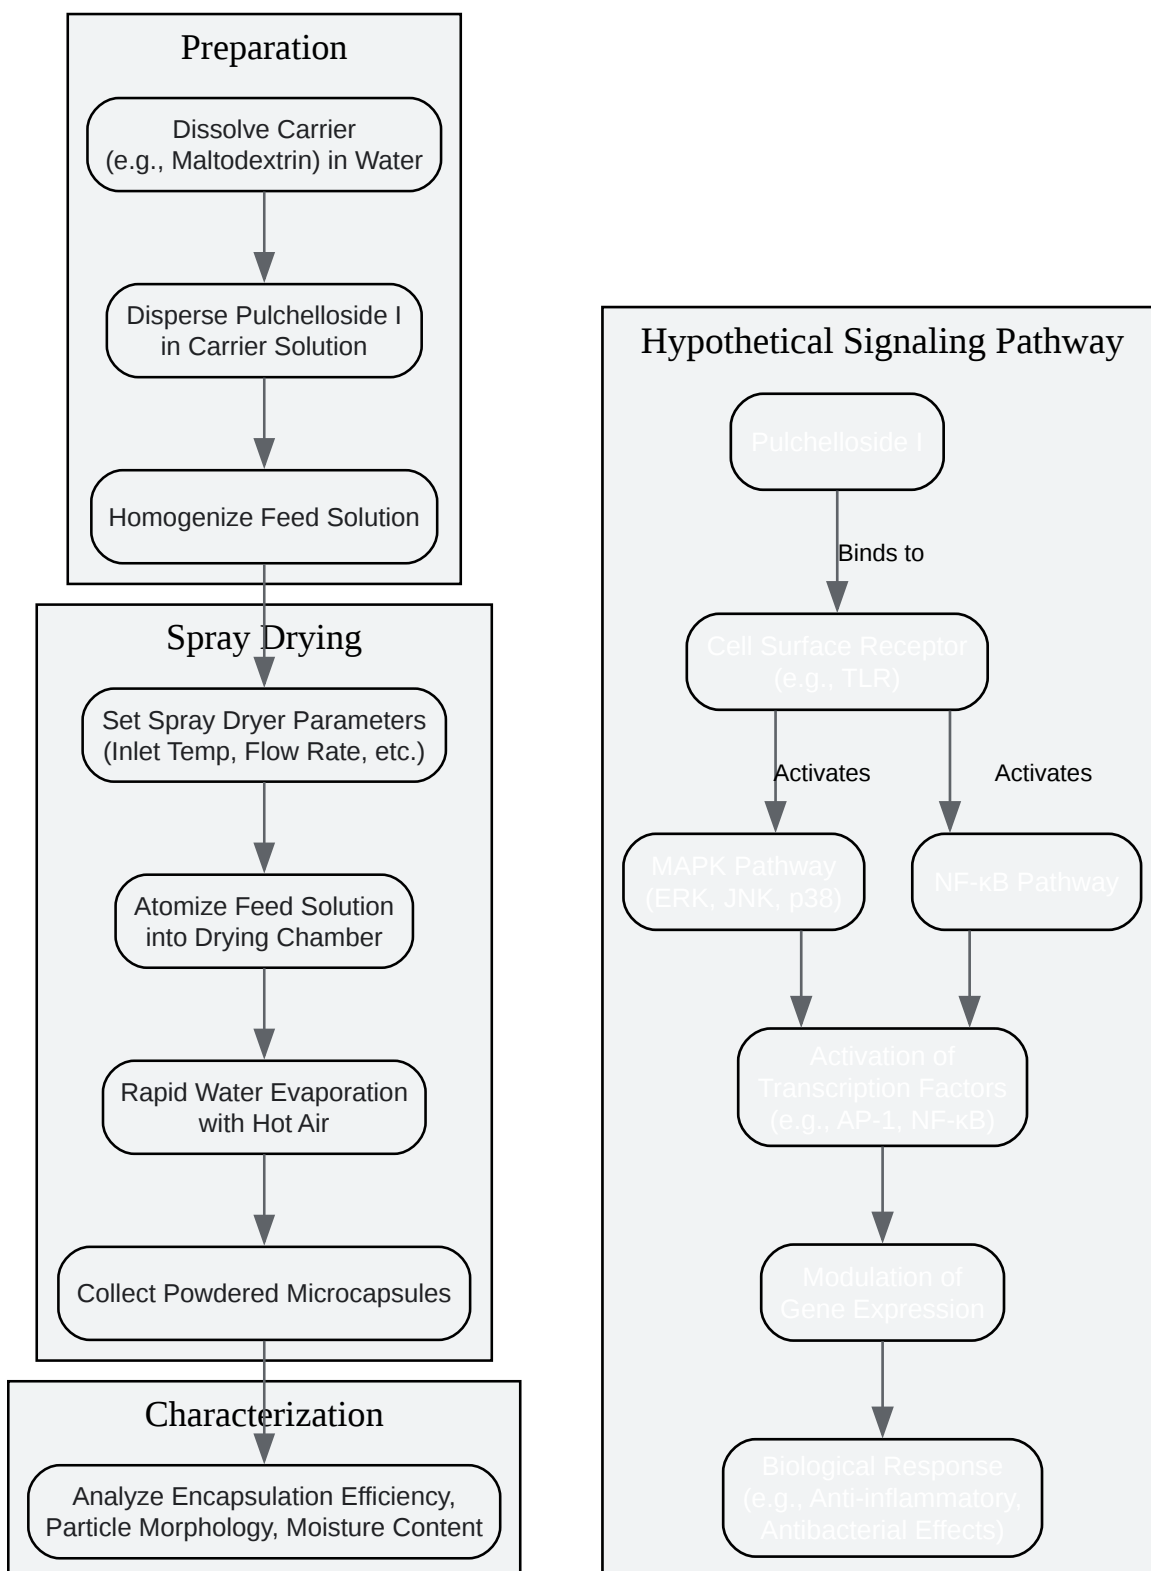 Preparation
Dissolve Carrier
(e.g., Maltodextrin) in Water
Disperse Pulchelloside I
in Carrier Solution
Homogenize Feed Solution
Spray Drying
Set Spray Dryer Parameters
(Inlet Temp, Flow Rate, etc.)
Atomize Feed Solution
into Drying Chamber
Rapid Water Evaporation
with Hot Air
Collect Powdered Microcapsules
Characterization
Analyze Encapsulation Efficiency,
Particle Morphology, Moisture Content
Hypothetical Signaling Pathway
Pulchelloside I
Binds to
Cell Surface Receptor
(e.g., TLR)
Activates
Activates
MAPK Pathway
(ERK, JNK, p38)
NF-κB Pathway
Activation of
Transcription Factors
(e.g., AP-1, NF-κB)
Modulation of
Gene Expression
Biological Response
(e.g., Anti-inflammatory,
Antibacterial Effects)